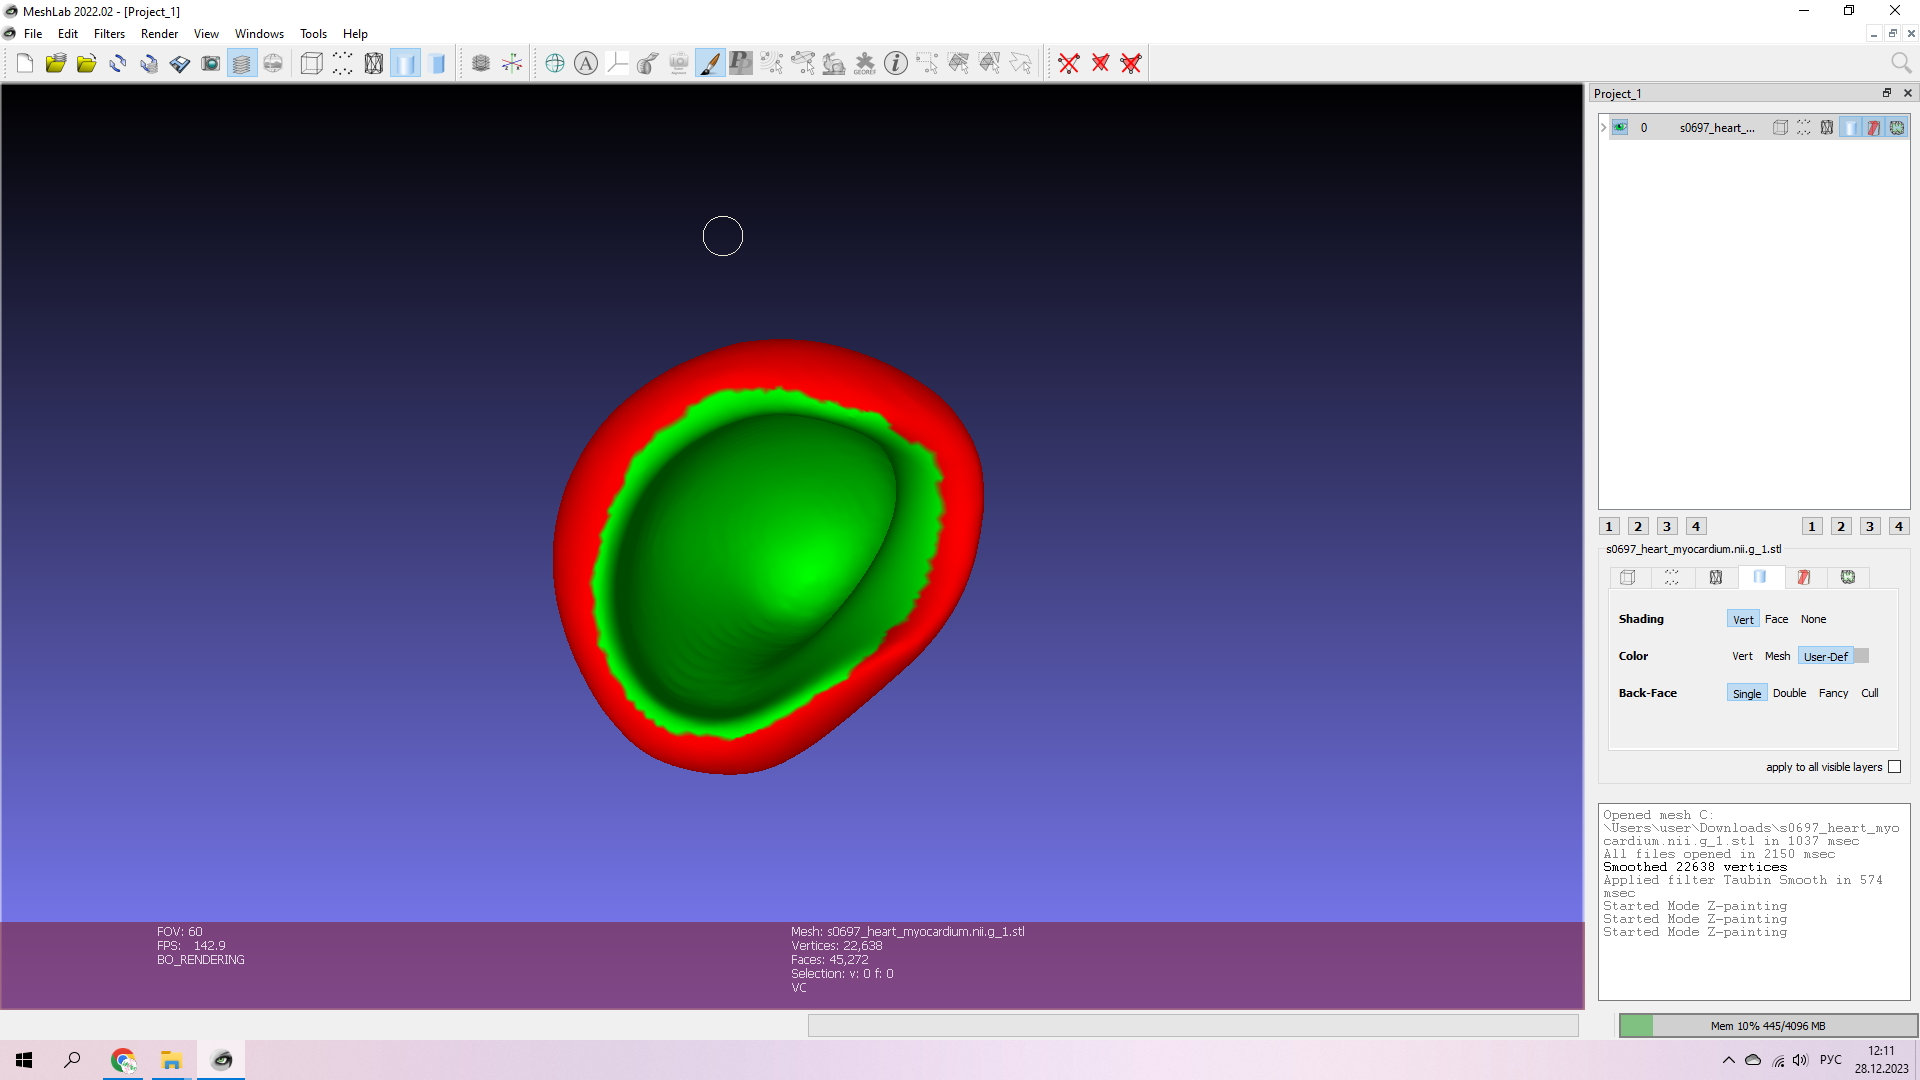 MeshLab 2022.02 - [Project_1]
File Edit Filters Render View Windows Tools Help
A
GEOREF
Project_1
0 s0697_heart_...
1 2 3 4 1 2 3 4
s0697_heart_myocardium.nii.g_1.stl
Shading Vert Face None
Color Vert Mesh User-Def
Back-Face Single Double Fancy Cull
apply to all visible layers
Opened mesh C:
\Users\user\Downloads\s0697_heart_myo
cardium.nii.g_1.stl in 1037 msec
All files opened in 2150 msec
Smoothed 22638 vertices
Applied filter Taubin Smooth in 574
msec
Started Mode Z-painting
Started Mode Z-painting
Started Mode Z-painting
FOV: 60
FPS: 142.9
BO_RENDERING
Mesh: s0697_heart_myocardium.nii.g_1.stl
Vertices: 22,638
Faces: 45,272
Selection: v: 0 f: 0
VC
Mem 10% 445/4096 MB
РУС
12:11
28.12.2023